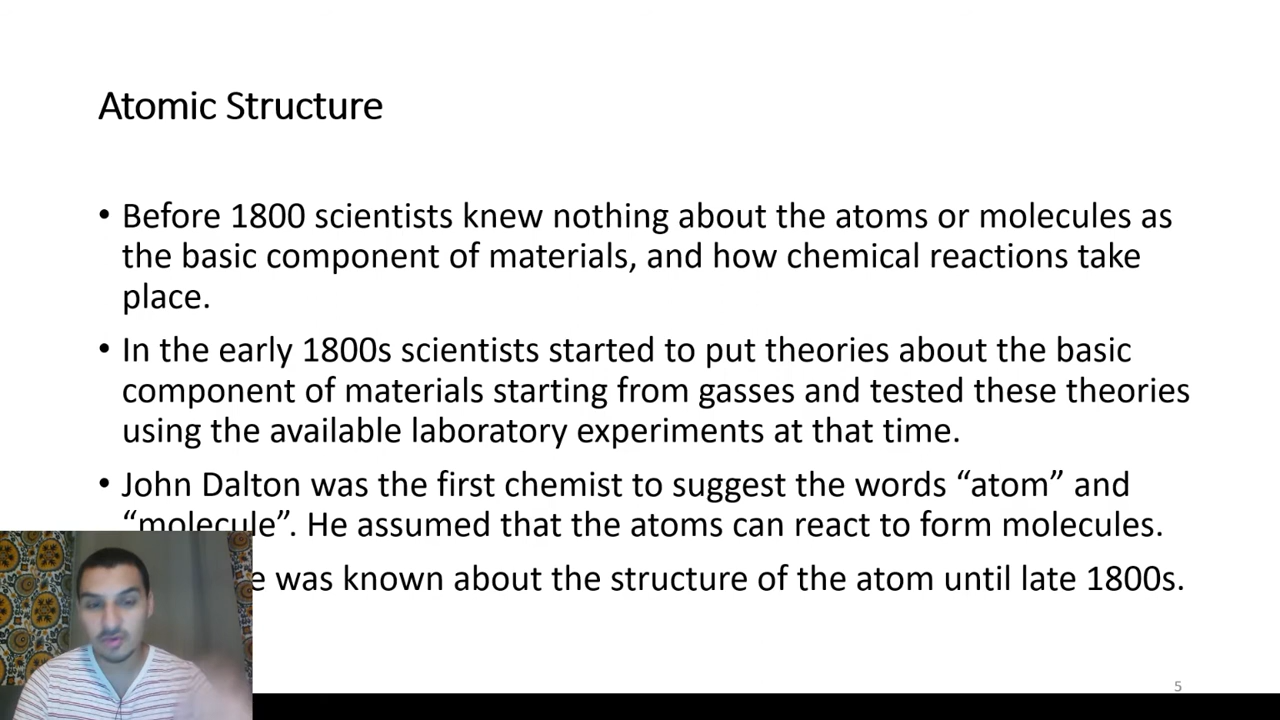 Atomic Structure
• Before 1800 scientists knew nothing about the atoms or molecules as
the basic component of materials, and how chemical reactions take
place.
• In the early 1800s scientists started to put theories about the basic
component of materials starting from gasses and tested these theories
using the available laboratory experiments at that time.
• John Dalton was the first chemist to suggest the words “atom” and
“molecule”. He assumed that the atoms can react to form molecules.
was known about the structure of the atom until late 1800s.
5